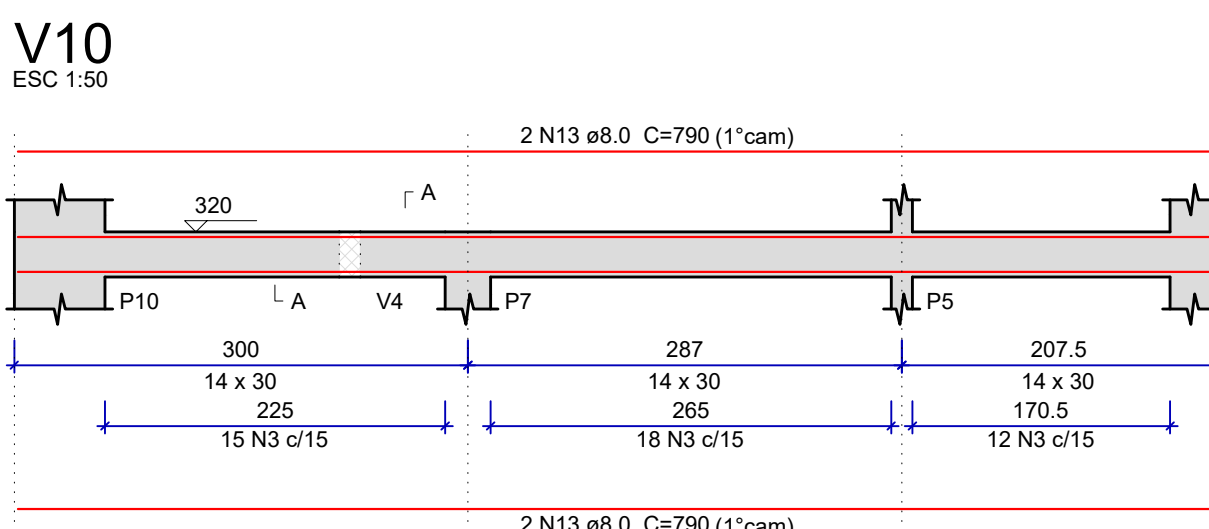 V10
ESC 1:50
2 N13 ø8.0 C=790 (1°cam)
A
320
P10
A
V4
P7
P5
300
287
207.5
14 x 30
14 x 30
14 x 30
225
265
170.5
15 N3 c/15
18 N3 c/15
12 N3 c/15
2 N13 ø8.0 C=790 (1°cam)